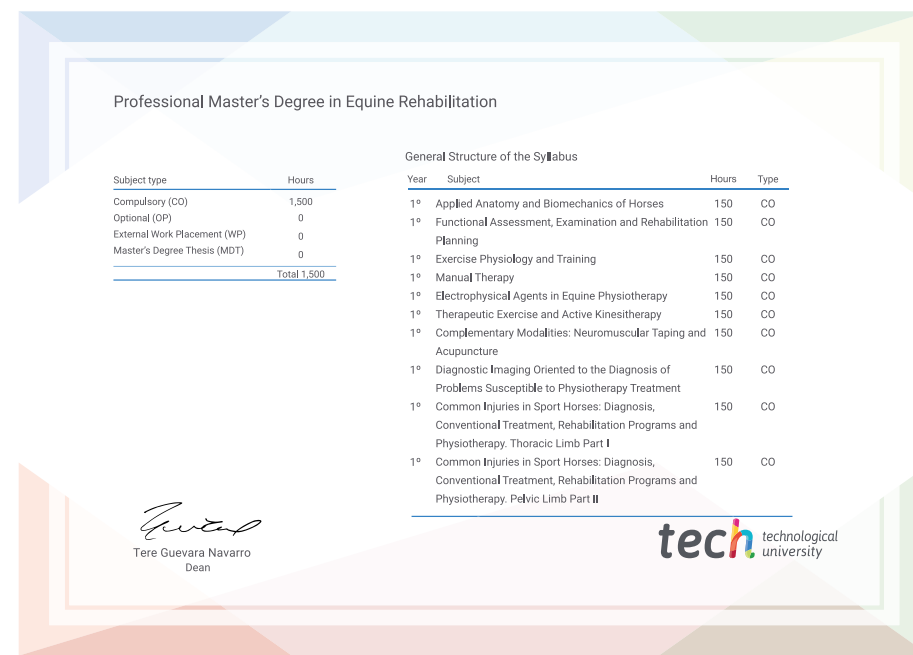 Professional Master's Degree in Equine Rehabilitation
Subject type Hours
Compulsory (CO) 1,500
Optional (OP) 0
External Work Placement (WP) 0
Master's Degree Thesis (MDT) 0
Total 1,500
General Structure of the Syllabus
Year Subject Hours Type
1º Applied Anatomy and Biomechanics of Horses 150 CO
1º Functional Assessment, Examination and Rehabilitation 150 CO
Planning
1º Exercise Physiology and Training 150 CO
1º Manual Therapy 150 CO
1º Electrophysical Agents in Equine Physiotherapy 150 CO
1º Therapeutic Exercise and Active Kinesitherapy 150 CO
1º Complementary Modalities: Neuromuscular Taping and 150 CO
Acupuncture
1º Diagnostic Imaging Oriented to the Diagnosis of 150 CO
Problems Susceptible to Physiotherapy Treatment
1º Common Injuries in Sport Horses: Diagnosis, 150 CO
Conventional Treatment, Rehabilitation Programs and
Physiotherapy. Thoracic Limb Part I
1º Common Injuries in Sport Horses: Diagnosis, 150 CO
Conventional Treatment, Rehabilitation Programs and
Physiotherapy. Pelvic Limb Part II
Tere Guevara Navarro
Dean
tech technological
university